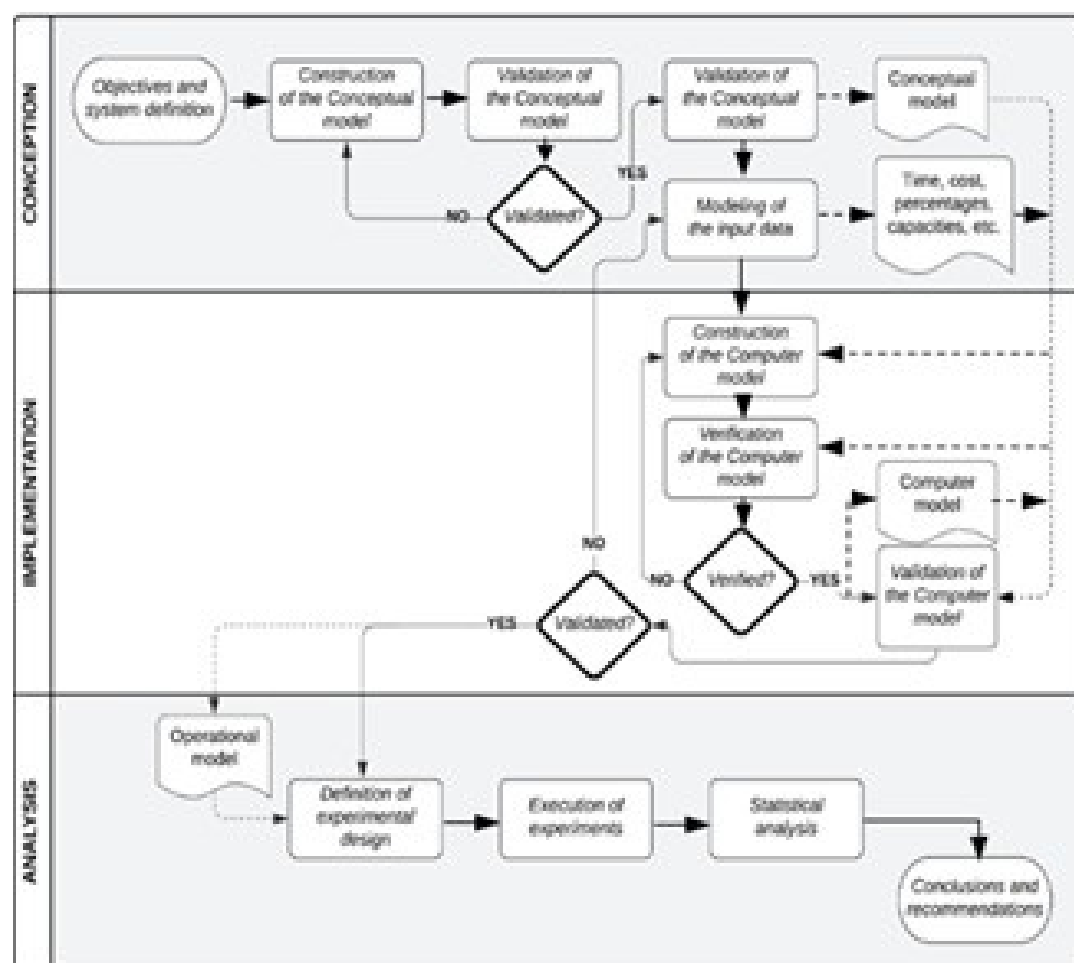 CONCEPTION
Objectives and
system definition
Construction
of the Conceptual
model
Validation of
the Conceptual
model
Validated?
NO
YES
Validation of
the Conceptual
model
Conceptual
model
Modeling of
the input data
Time, cost,
percentages,
capacities, etc.
IMPLEMENTATION
Construction
of the Computer
model
Verification
of the Computer
model
Verified?
NO
YES
Computer
model
Validation of
the Computer
model
Validated?
NO
YES
ANALYSIS
Operational
model
Definition of
experimental
design
Execution of
experiments
Statistical
analysis
Conclusions and
recommendations